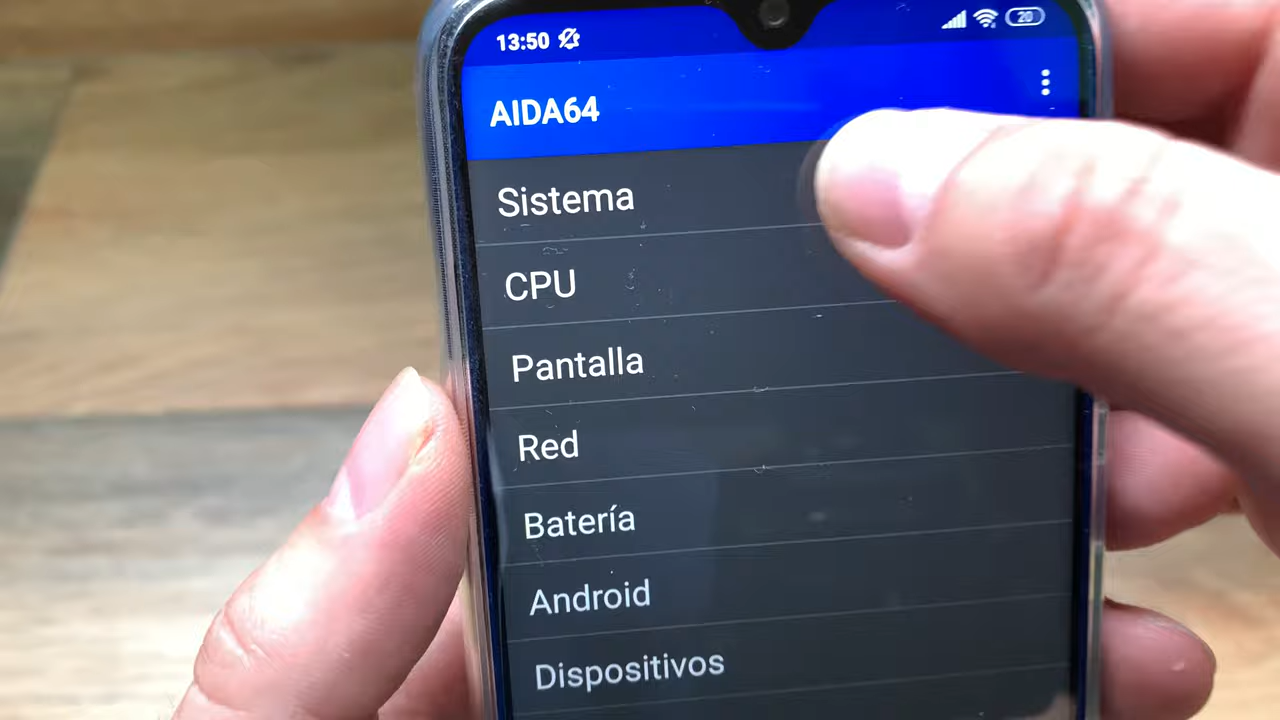 13:50 20
AIDA64
Sistema
CPU
Pantalla
Red
Batería
Android
Dispositivos